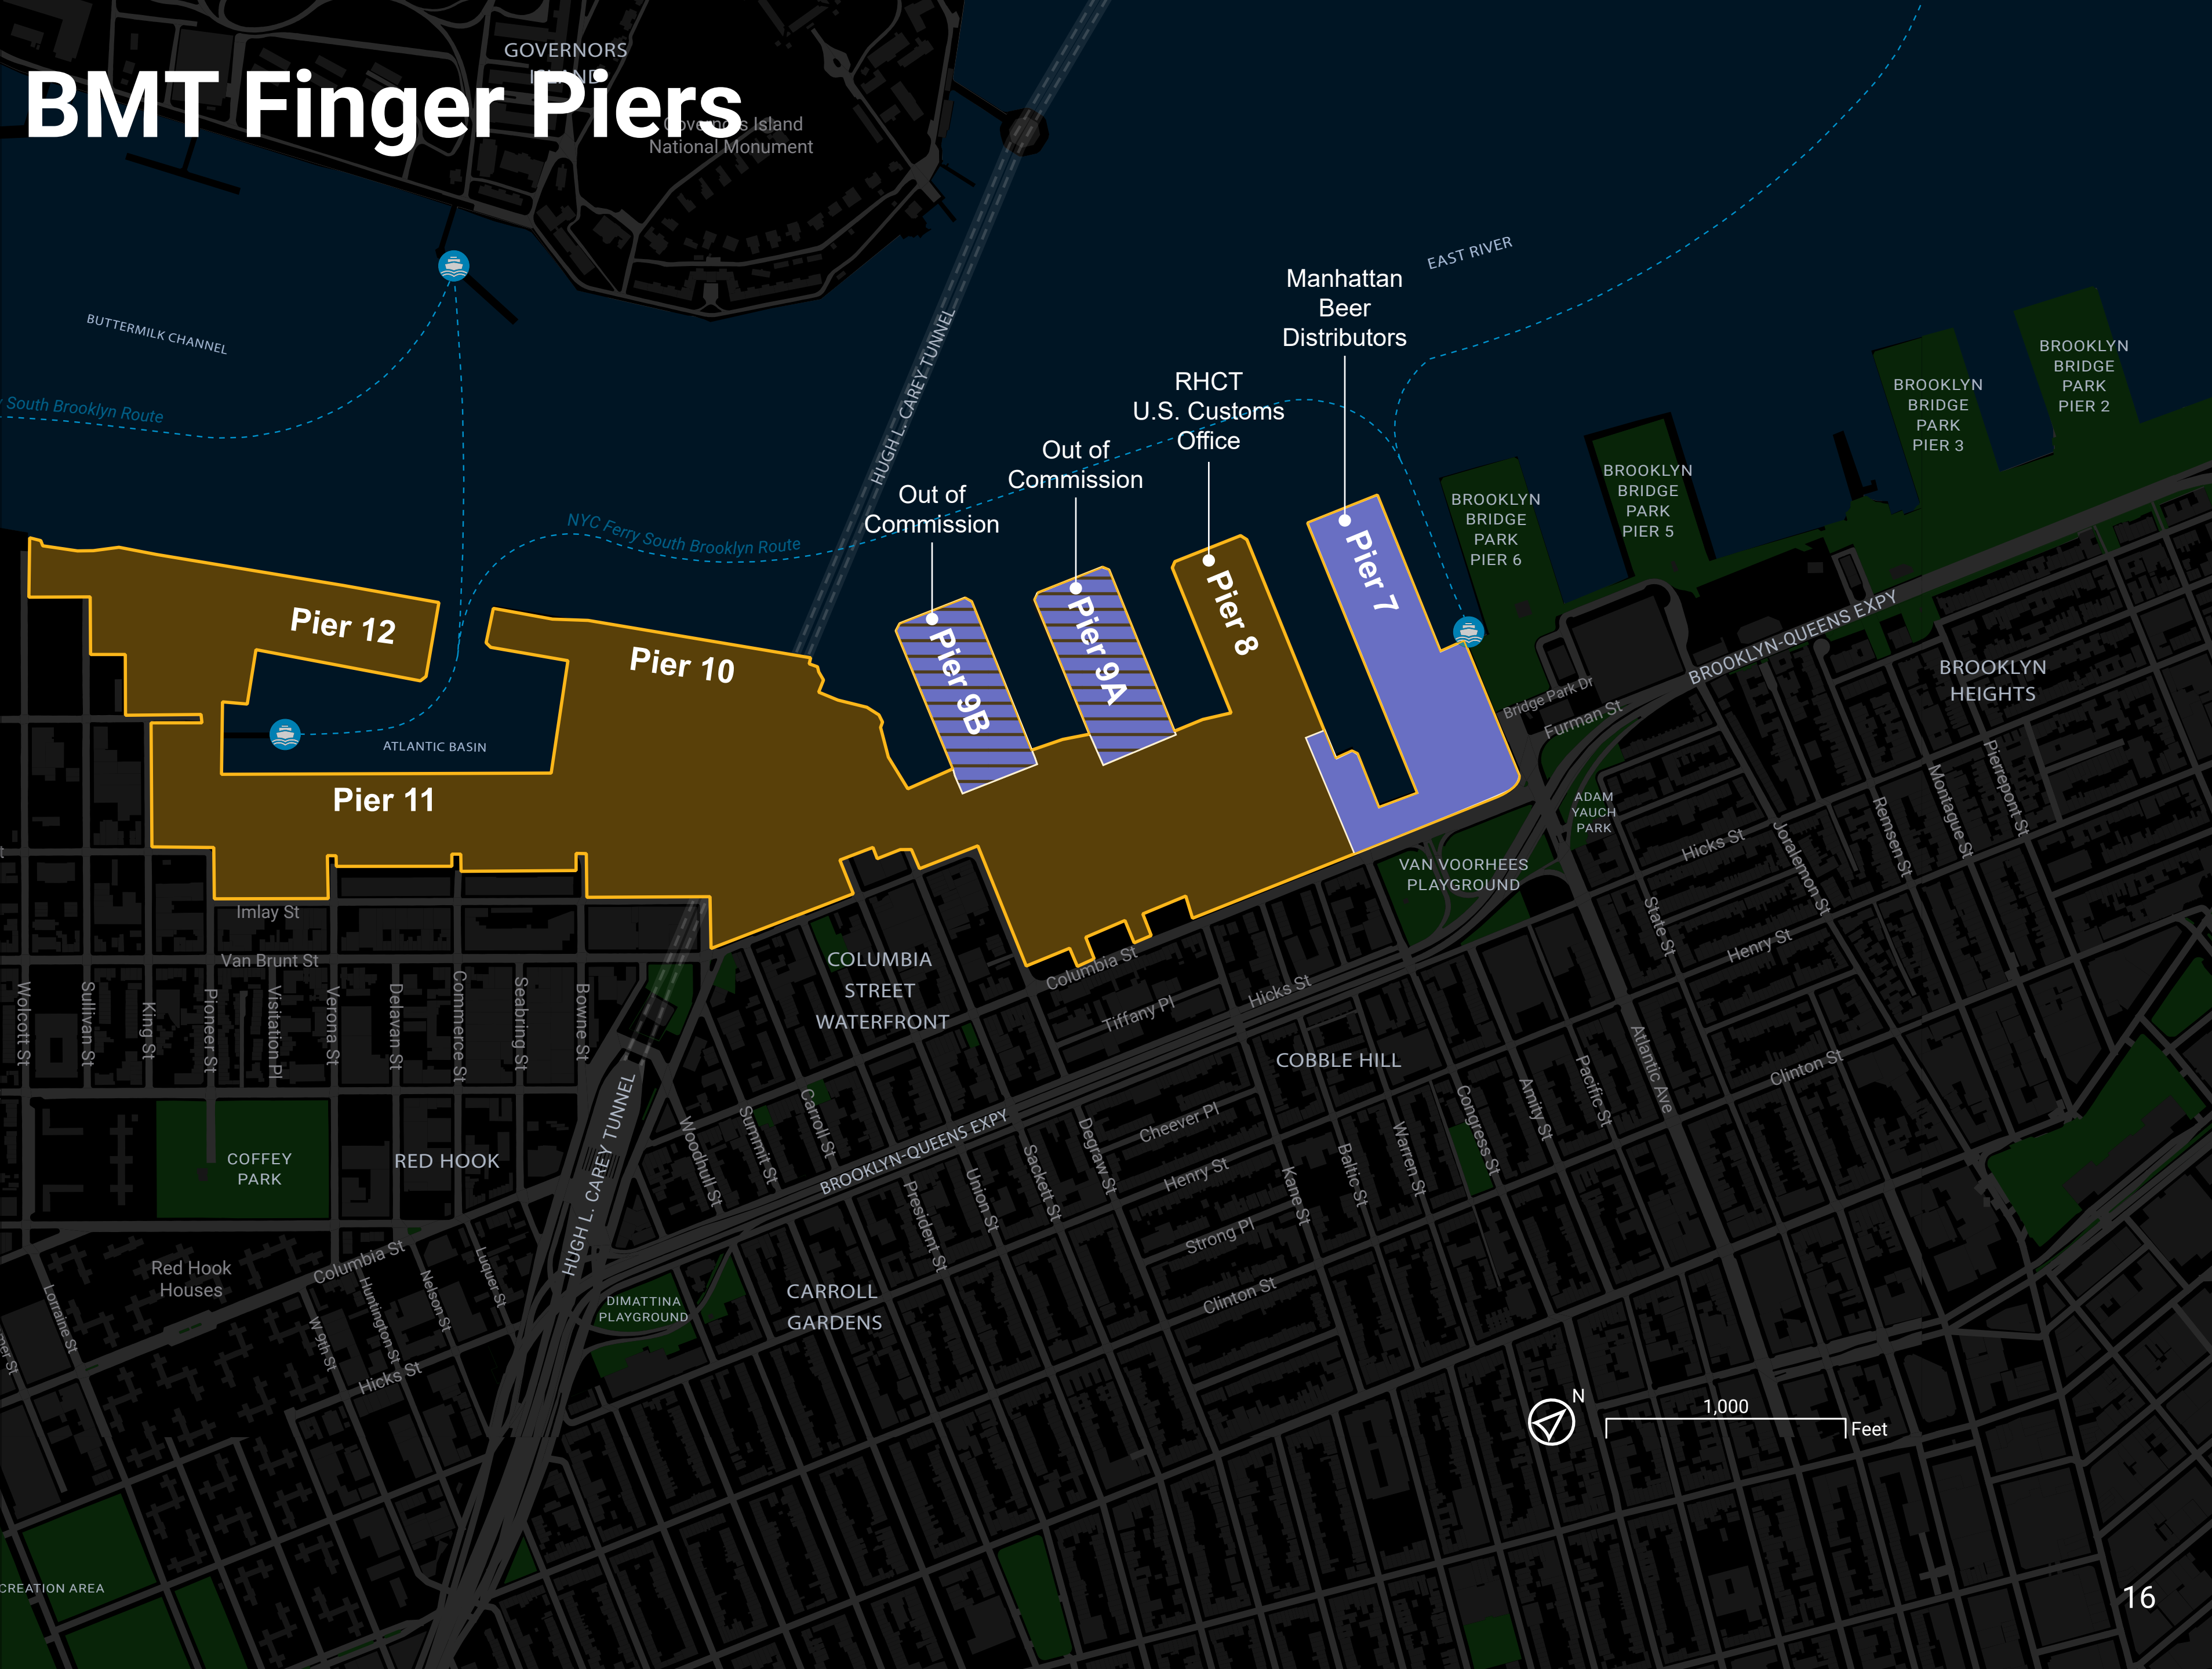 BMT Finger Piers
GOVERNORS
ISLAND
Governors Island
National Monument
BUTTERMILK CHANNEL
South Brooklyn Route
NYC Ferry South Brooklyn Route
HUGH L. CAREY TUNNEL
EAST RIVER
Manhattan
Beer
Distributors
RHCT
U.S. Customs
Office
Out of
Commission
Out of
Commission
BROOKLYN
BRIDGE
PARK
PIER 2
BROOKLYN
BRIDGE
PARK
PIER 3
BROOKLYN
BRIDGE
PARK
PIER 5
BROOKLYN
BRIDGE
PARK
PIER 6
Pier 12
Pier 10
Pier 9B
Pier 9A
Pier 8
Pier 7
Pier 11
ATLANTIC BASIN
BROOKLYN-QUEENS EXPY
BROOKLYN
HEIGHTS
Bridge Park Dr
Furman St
ADAM
YAUCH
PARK
VAN VOORHEES
PLAYGROUND
Hicks St
Joralemon St
Remsen St
Montague St
Pierrepont St
State St
Henry St
Imlay St
Van Brunt St
Wolcott St
Sullivan St
King St
Pioneer St
Visitation Pl
Verona St
Delavan St
Commerce St
Seabring St
Bowne St
COLUMBIA
STREET
WATERFRONT
Columbia St
Tiffany Pl
Hicks St
COBBLE HILL
Atlantic Ave
Clinton St
Pacific St
Amity St
Congress St
Warren St
Baltic St
Kane St
Cheever Pl
Henry St
Strong Pl
Clinton St
Degraw St
Sackett St
Union St
President St
Carroll St
Summit St
Woodhull St
BROOKLYN-QUEENS EXPY
HUGH L. CAREY TUNNEL
COFFEY
PARK
RED HOOK
Red Hook
Houses
Columbia St
Lorraine St
W 9th St
Huntington St
Nelson St
Luquer St
Hicks St
DIMATTINA
PLAYGROUND
CARROLL
GARDENS
N
1,000
Feet
CREATION AREA
16